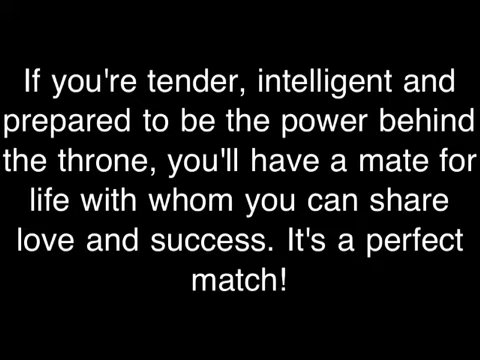 If you're tender, intelligent and
prepared to be the power behind
the throne, you'll have a mate for
life with whom you can share
love and success. It's a perfect
match!